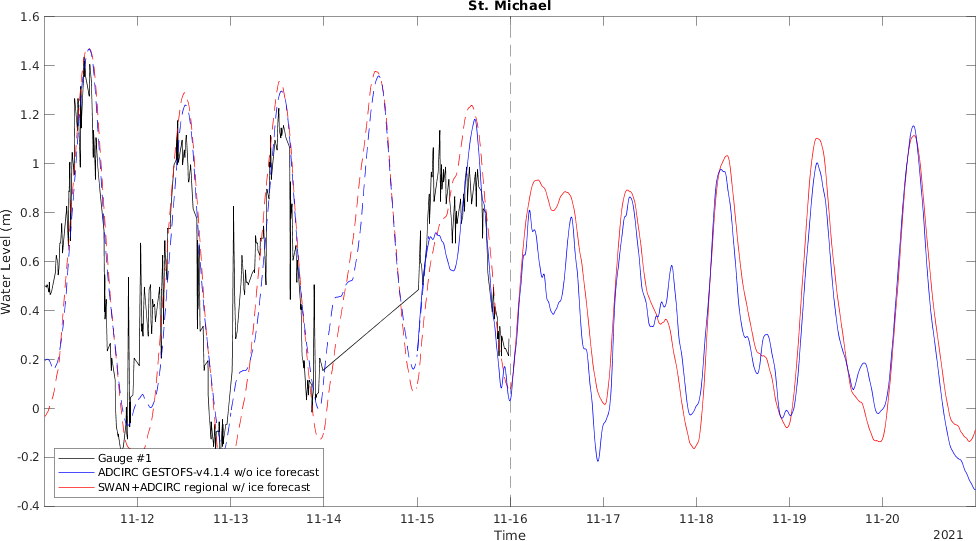 St. Michael
1.6
1.4
1.2
1
0.8
0.6
0.4
0.2
0
-0.2
-0.4
Water Level (m)
Gauge #1
ADCIRC GESTOFS-v4.1.4 w/o ice forecast
SWAN+ADCIRC regional w/ ice forecast
11-12 11-13 11-14 11-15 11-16 11-17 11-18 11-19 11-20
Time
2021